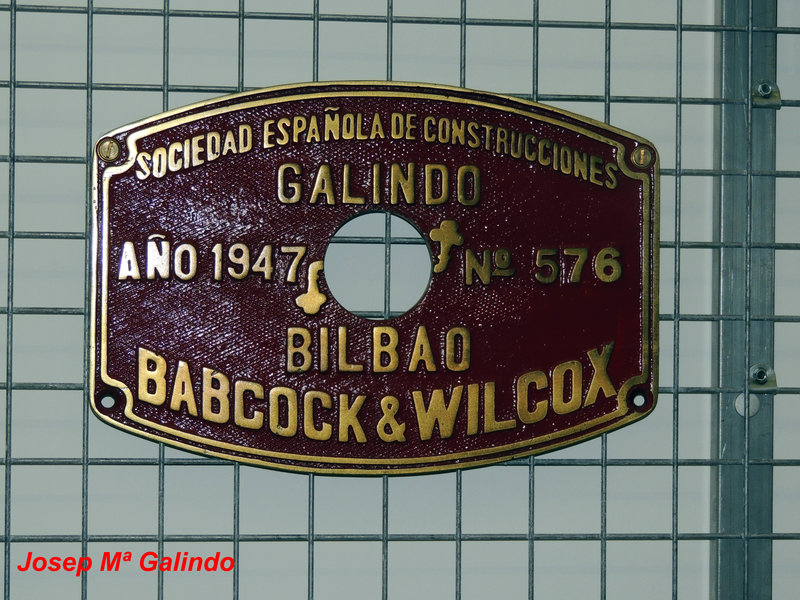 SOCIEDAD ESPAÑOLA DE CONSTRUCCIONES
GALINDO
AÑO 1947 Nº 576
BILBAO
BABCOCK & WILCOX
Josep Mª Galindo